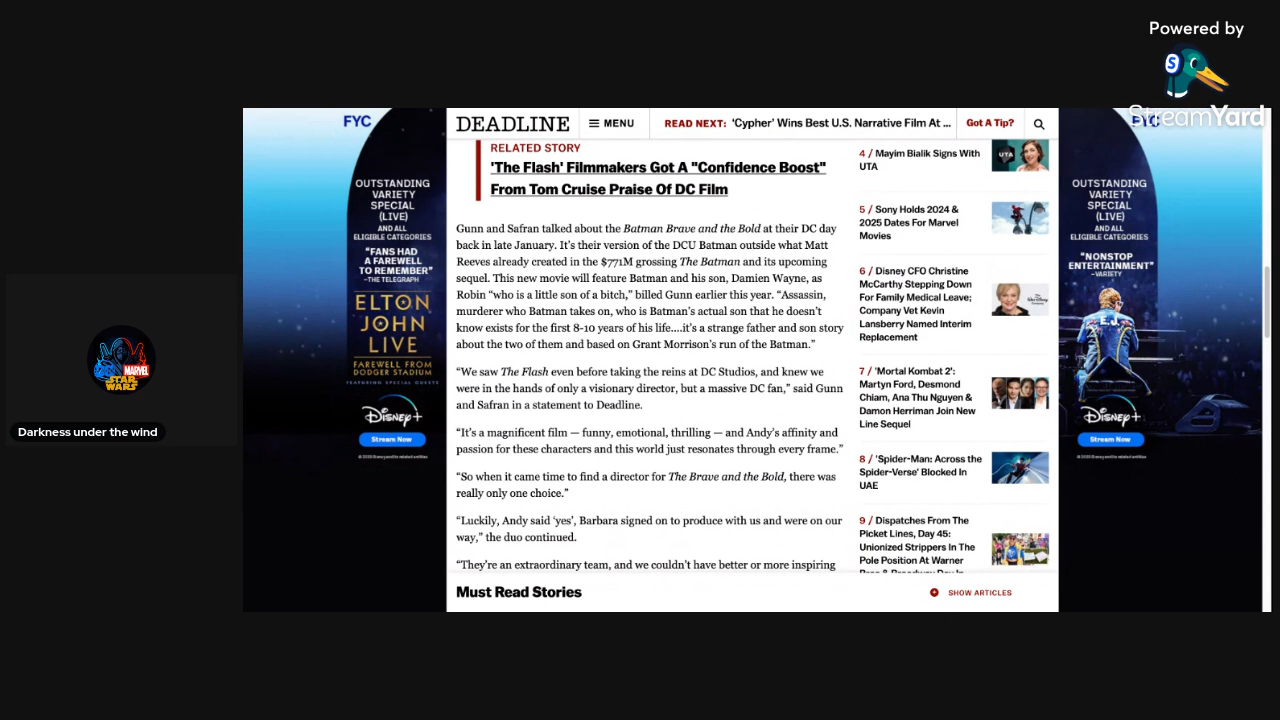 Powered by
StreamYard
MARVEL
STAR
WARS
Darkness under the wind
FYC
OUTSTANDING
VARIETY
SPECIAL
(LIVE)
AND ALL
ELIGIBLE CATEGORIES
“FANS HAD
A FAREWELL
TO REMEMBER”
–THE TELEGRAPH
ELTON
JOHN
LIVE
FAREWELL FROM
DODGER STADIUM
FEATURING SPECIAL GUESTS
Disney+
Stream Now
DEADLINE
MENU
READ NEXT: 'Cypher' Wins Best U.S. Narrative Film At ...
Got A Tip?
RELATED STORY
'The Flash' Filmmakers Got A "Confidence Boost"
From Tom Cruise Praise Of DC Film
Gunn and Safran talked about the Batman Brave and the Bold at their DC day
back in late January. It’s their version of the DCU Batman outside what Matt
Reeves already created in the $771M grossing The Batman and its upcoming
sequel. This new movie will feature Batman and his son, Damien Wayne, as
Robin “who is a little son of a bitch,” billed Gunn earlier this year. “Assassin,
murderer who Batman takes on, who is Batman’s actual son that he doesn’t
know exists for the first 8-10 years of his life....it’s a strange father and son story
about the two of them and based on Grant Morrison’s run of the Batman.”
“We saw The Flash even before taking the reins at DC Studios, and knew we
were in the hands of only a visionary director, but a massive DC fan,” said Gunn
and Safran in a statement to Deadline.
“It’s a magnificent film — funny, emotional, thrilling — and Andy’s affinity and
passion for these characters and this world just resonates through every frame.”
“So when it came time to find a director for The Brave and the Bold, there was
really only one choice.”
“Luckily, Andy said ‘yes’, Barbara signed on to produce with us and were on our
way,” the duo continued.
“They’re an extraordinary team, and we couldn’t have better or more inspiring
4 / Mayim Bialik Signs With
UTA
UTA
5 / Sony Holds 2024 &
2025 Dates For Marvel
Movies
6 / Disney CFO Christine
McCarthy Stepping Down
For Family Medical Leave;
Company Vet Kevin
Lansberry Named Interim
Replacement
7 / 'Mortal Kombat 2':
Martyn Ford, Desmond
Chiam, Ana Thu Nguyen &
Damon Herriman Join New
Line Sequel
8 / 'Spider-Man: Across the
Spider-Verse' Blocked In
UAE
9 / Dispatches From The
Picket Lines, Day 45:
Unionized Strippers In The
Pole Position At Warner
Must Read Stories
SHOW ARTICLES
FYC
OUTSTANDING
VARIETY
SPECIAL
(LIVE)
AND ALL
ELIGIBLE CATEGORIES
“NONSTOP
ENTERTAINMENT”
–VARIETY
E.J.
Disney+
Stream Now